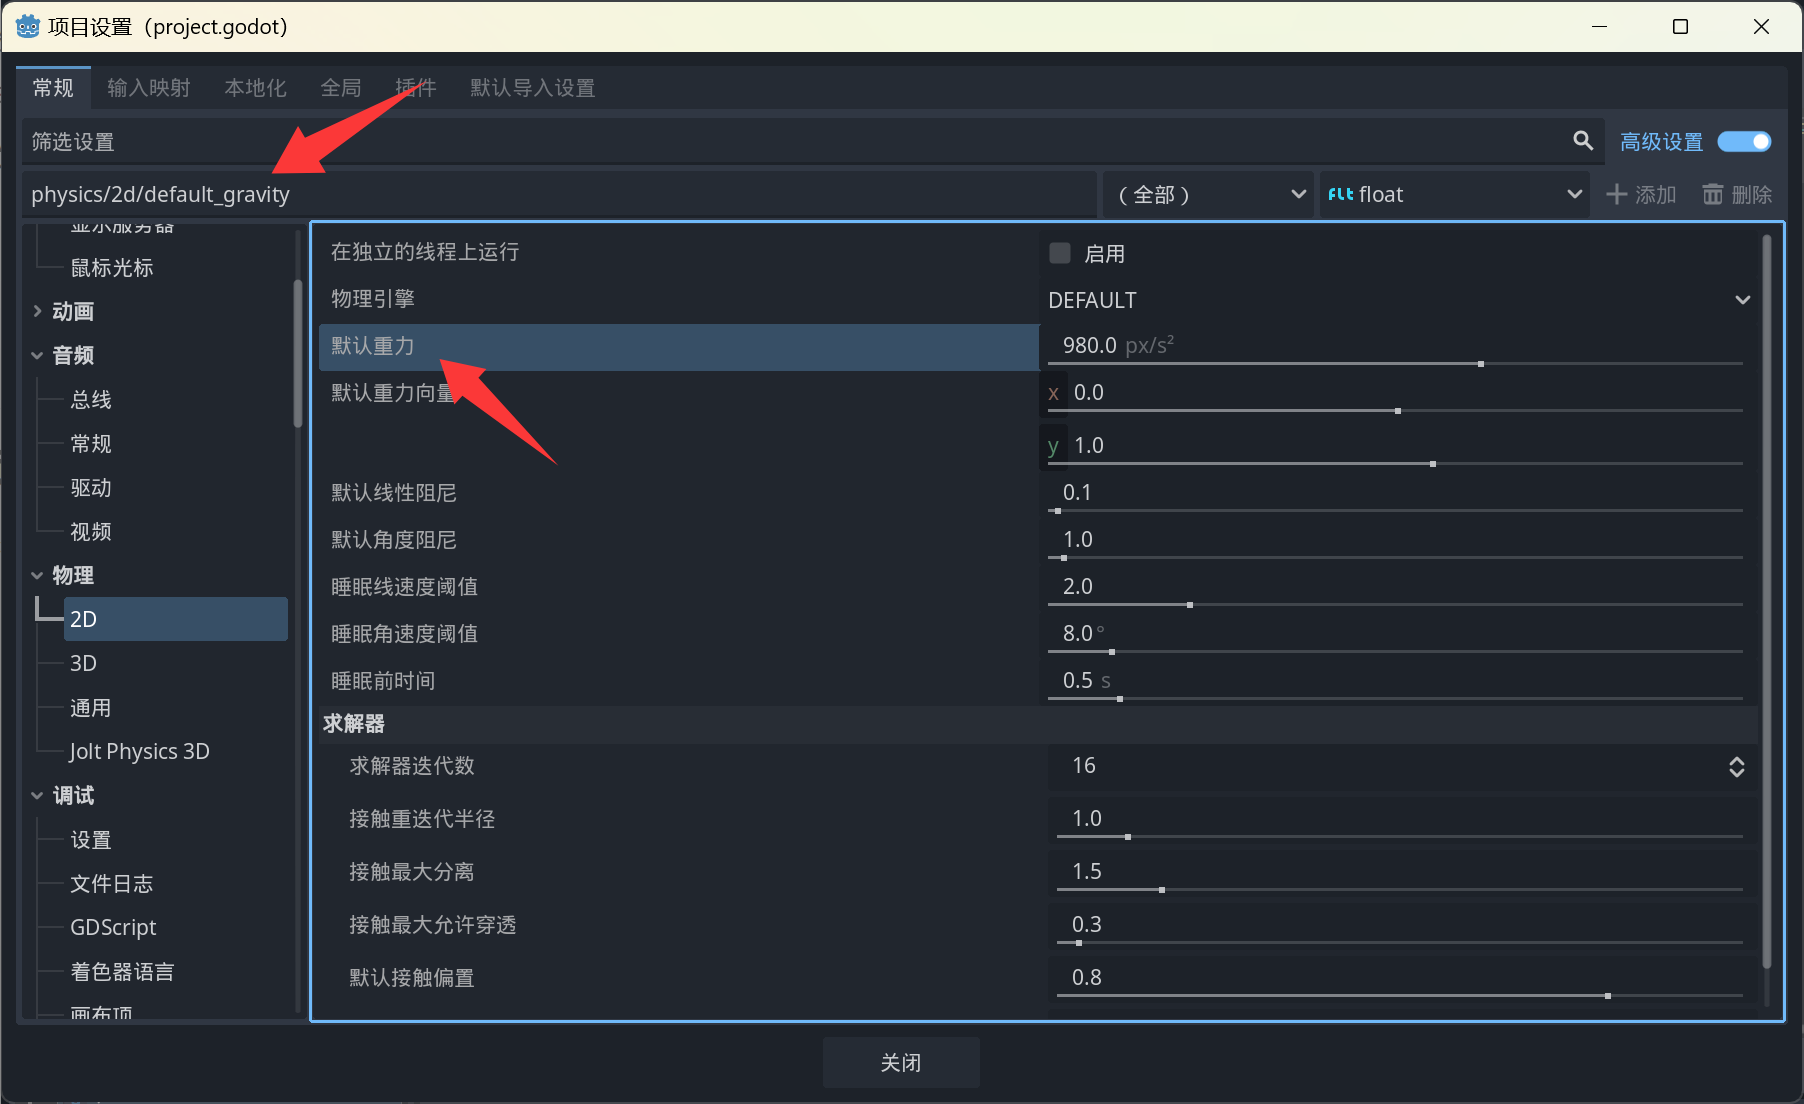 项目设置（project.godot）
常规 输入映射 本地化 全局 插件 默认导入设置
筛选设置 高级设置
physics/2d/default_gravity （全部） flt float 添加 删除
显示服务器
鼠标光标
动画
音频
总线
常规
驱动
视频
物理
2D
3D
通用
Jolt Physics 3D
调试
设置
文件日志
GDScript
着色器语言
画布项
在独立的线程上运行 启用
物理引擎 DEFAULT
默认重力 980.0 px/s²
默认重力向量 x 0.0
y 1.0
默认线性阻尼 0.1
默认角度阻尼 1.0
睡眠线速度阈值 2.0
睡眠角速度阈值 8.0 °
睡眠前时间 0.5 s
求解器
求解器迭代数 16
接触重迭代半径 1.0
接触最大分离 1.5
接触最大允许穿透 0.3
默认接触偏置 0.8
关闭